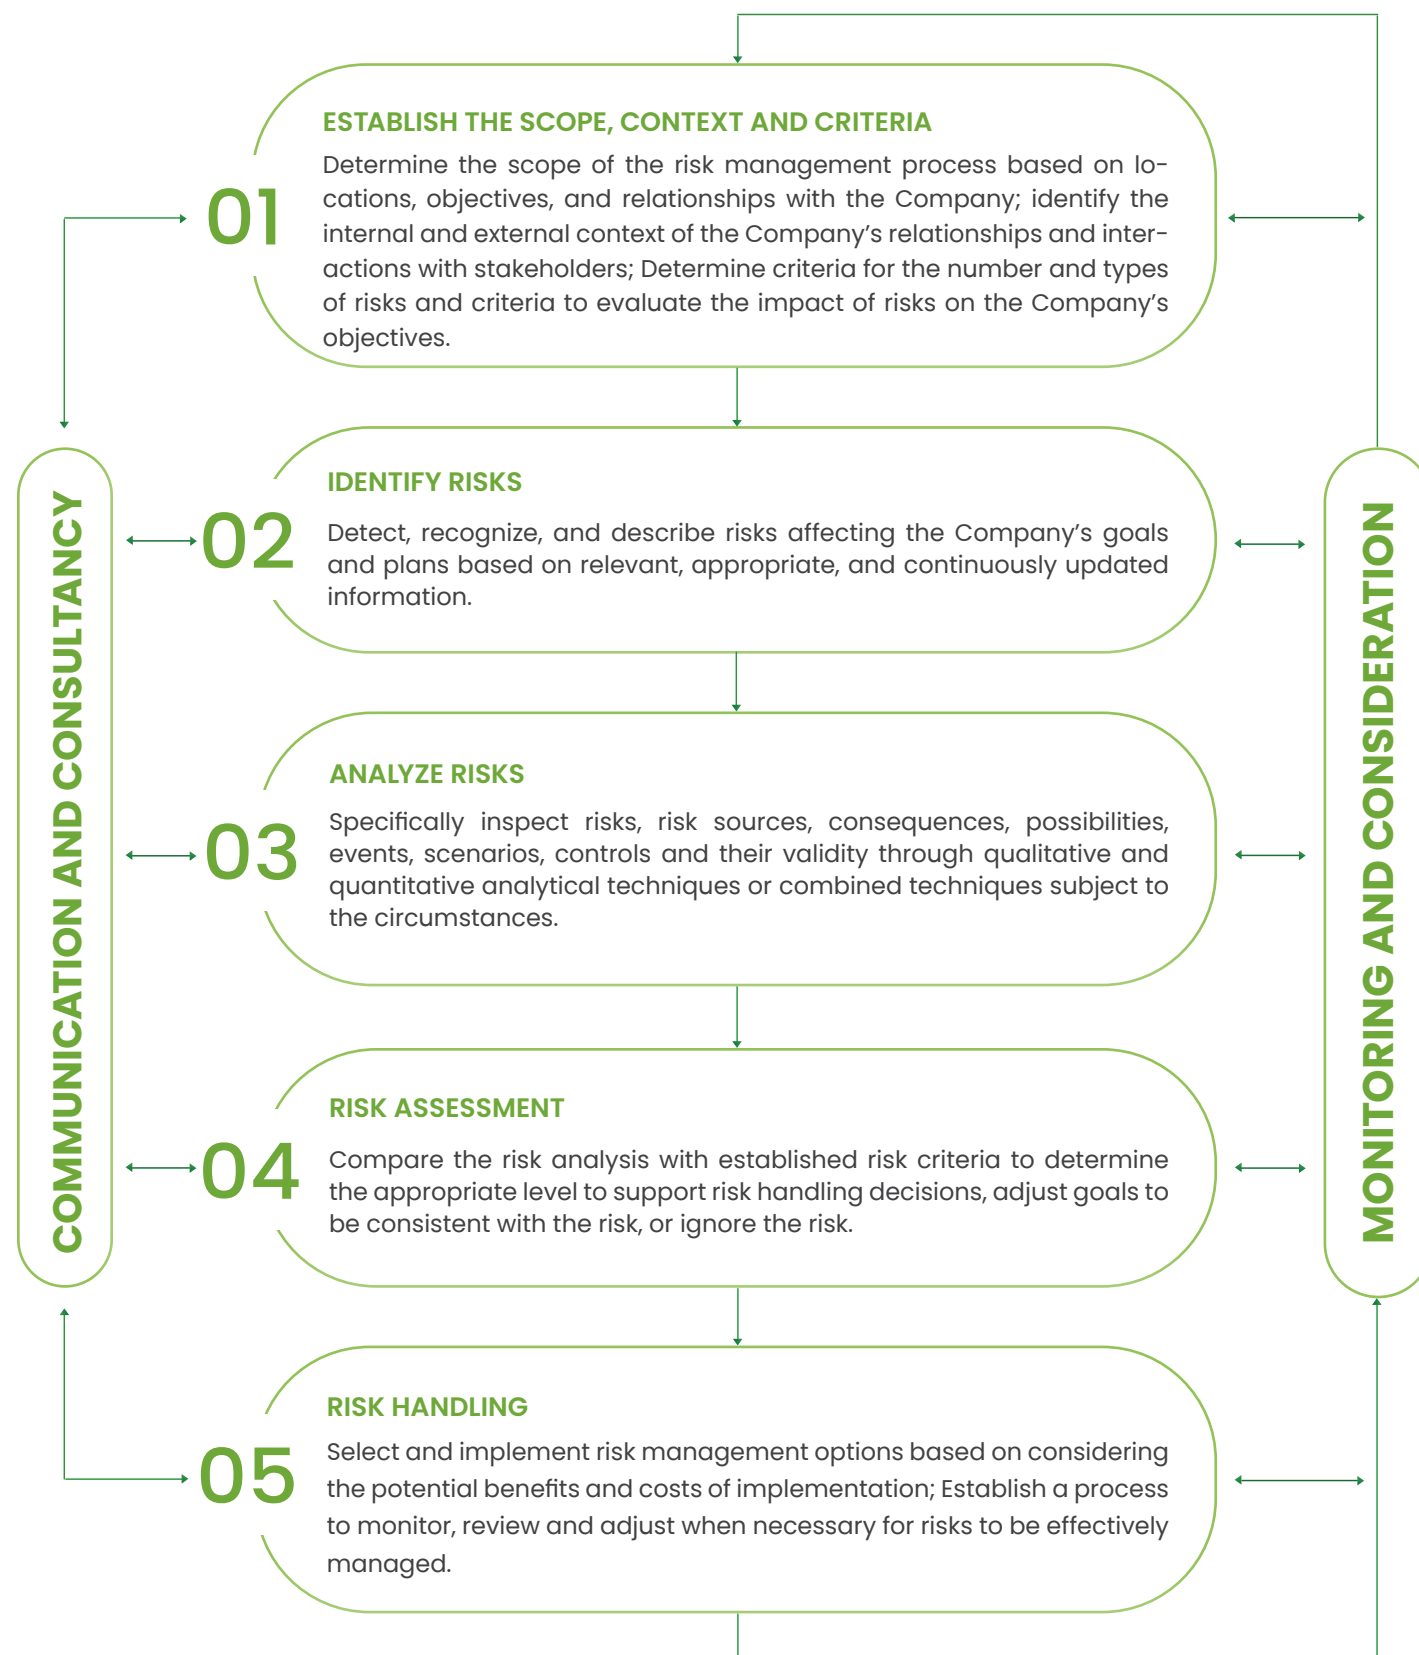 ESTABLISH THE SCOPE, CONTEXT AND CRITERIA
01
Determine the scope of the risk management process based on lo-
cations, objectives, and relationships with the Company; identify the
internal and external context of the Company's relationships and inter-
actions with stakeholders; Determine criteria for the number and types
of risks and criteria to evaluate the impact of risks on the Company's
objectives.
COMMUNICATION AND CONSULTANCY
IDENTIFY RISKS
02
Detect, recognize, and describe risks affecting the Company's goals
and plans based on relevant, appropriate, and continuously updated
information.
ANALYZE RISKS
03
Specifically inspect risks, risk sources, consequences, possibilities,
events, scenarios, controls and their validity through qualitative and
quantitative analytical techniques or combined techniques subject to
the circumstances.
RISK ASSESSMENT
04
Compare the risk analysis with established risk criteria to determine
the appropriate level to support risk handling decisions, adjust goals to
be consistent with the risk, or ignore the risk.
RISK HANDLING
05
Select and implement risk management options based on considering
the potential benefits and costs of implementation; Establish a process
to monitor, review and adjust when necessary for risks to be effectively
managed.
MONITORING AND CONSIDERATION